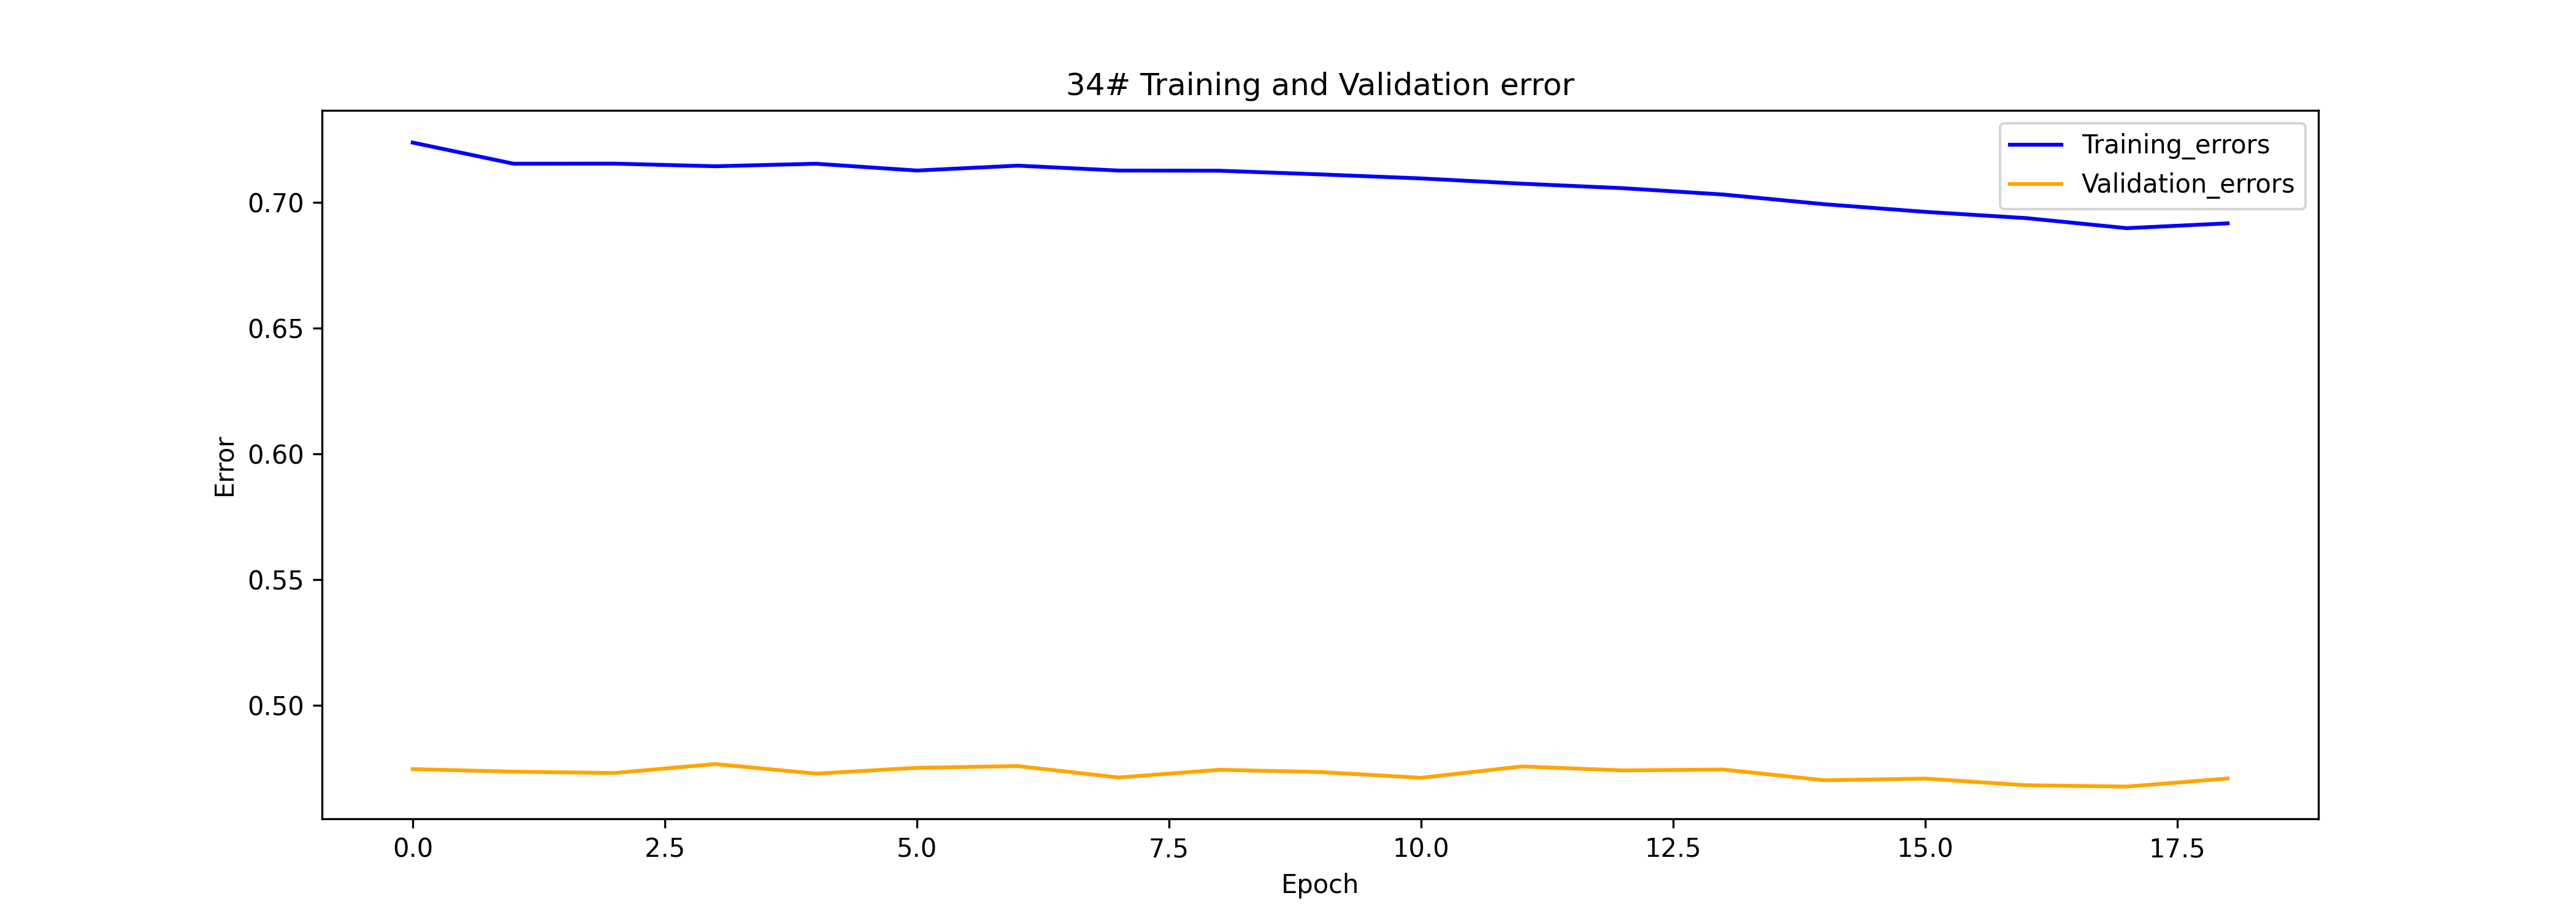 34# Training and Validation error
Training_errors
Validation_errors
0.70
0.65
0.60
0.55
0.50
Error
0.0 2.5 5.0 7.5 10.0 12.5 15.0 17.5
Epoch